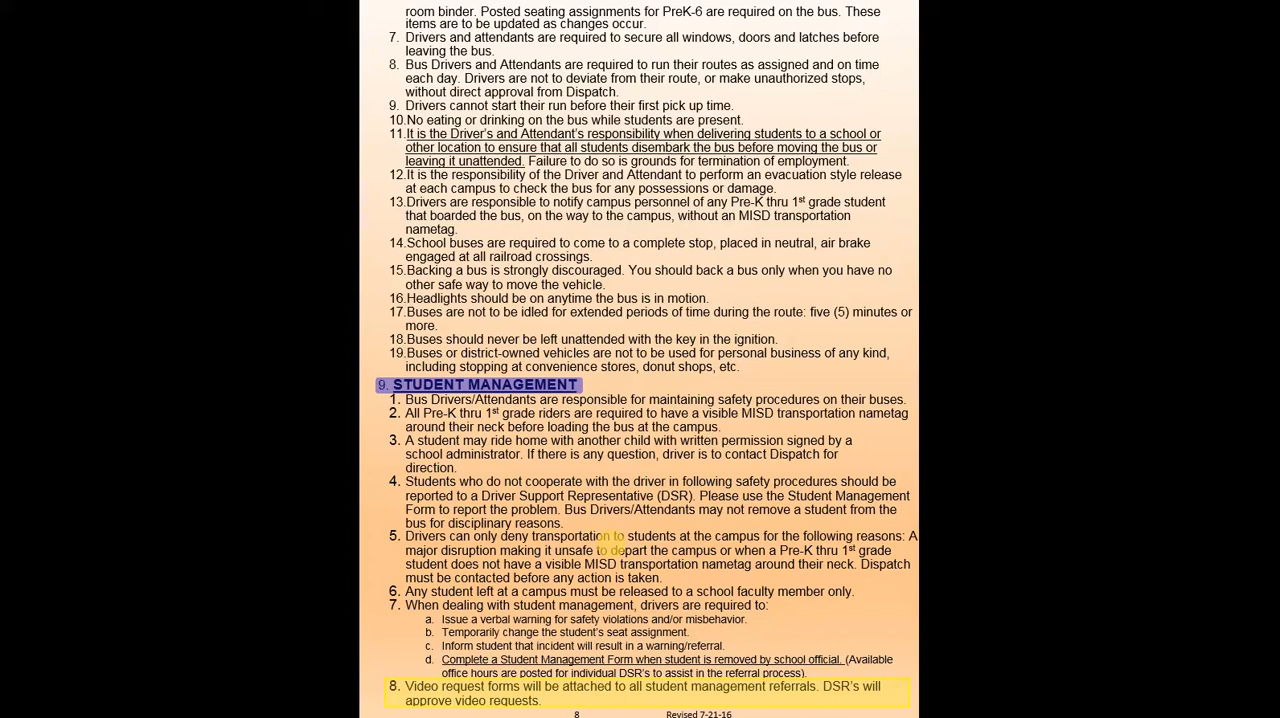 room binder. Posted seating assignments for PreK-6 are required on the bus. These
items are to be updated as changes occur.
7. Drivers and attendants are required to secure all windows, doors and latches before
leaving the bus.
8. Bus Drivers and Attendants are required to run their routes as assigned and on time
each day. Drivers are not to deviate from their route, or make unauthorized stops,
without direct approval from Dispatch.
9. Drivers cannot start their run before their first pick up time.
10.No eating or drinking on the bus while students are present.
11.It is the Driver's and Attendant's responsibility when delivering students to a school or
other location to ensure that all students disembark the bus before moving the bus or
leaving it unattended. Failure to do so is grounds for termination of employment.
12.It is the responsibility of the Driver and Attendant to perform an evacuation style release
at each campus to check the bus for any possessions or damage.
13.Drivers are responsible to notify campus personnel of any Pre-K thru 1st grade student
that boarded the bus, on the way to the campus, without an MISD transportation
nametag.
14.School buses are required to come to a complete stop, placed in neutral, air brake
engaged at all railroad crossings.
15.Backing a bus is strongly discouraged. You should back a bus only when you have no
other safe way to move the vehicle.
16.Headlights should be on anytime the bus is in motion.
17.Buses are not to be idled for extended periods of time during the route: five (5) minutes or
more.
18.Buses should never be left unattended with the key in the ignition.
19.Buses or district-owned vehicles are not to be used for personal business of any kind,
including stopping at convenience stores, donut shops, etc.
9. STUDENT MANAGEMENT
1. Bus Drivers/Attendants are responsible for maintaining safety procedures on their buses.
2. All Pre-K thru 1st grade riders are required to have a visible MISD transportation nametag
around their neck before loading the bus at the campus.
3. A student may ride home with another child with written permission signed by a
school administrator. If there is any question, driver is to contact Dispatch for
direction.
4. Students who do not cooperate with the driver in following safety procedures should be
reported to a Driver Support Representative (DSR). Please use the Student Management
Form to report the problem. Bus Drivers/Attendants may not remove a student from the
bus for disciplinary reasons.
5. Drivers can only deny transportation to students at the campus for the following reasons: A
major disruption making it unsafe to depart the campus or when a Pre-K thru 1st grade
student does not have a visible MISD transportation nametag around their neck. Dispatch
must be contacted before any action is taken.
6. Any student left at a campus must be released to a school faculty member only.
7. When dealing with student management, drivers are required to:
a. Issue a verbal warning for safety violations and/or misbehavior.
b. Temporarily change the student's seat assignment.
c. Inform student that incident will result in a warning/referral.
d. Complete a Student Management Form when student is removed by school official. (Available
office hours are posted for individual DSR's to assist in the referral process).
8. Video request forms will be attached to all student management referrals. DSR's will
approve video requests.
8 Revised 7-21-16